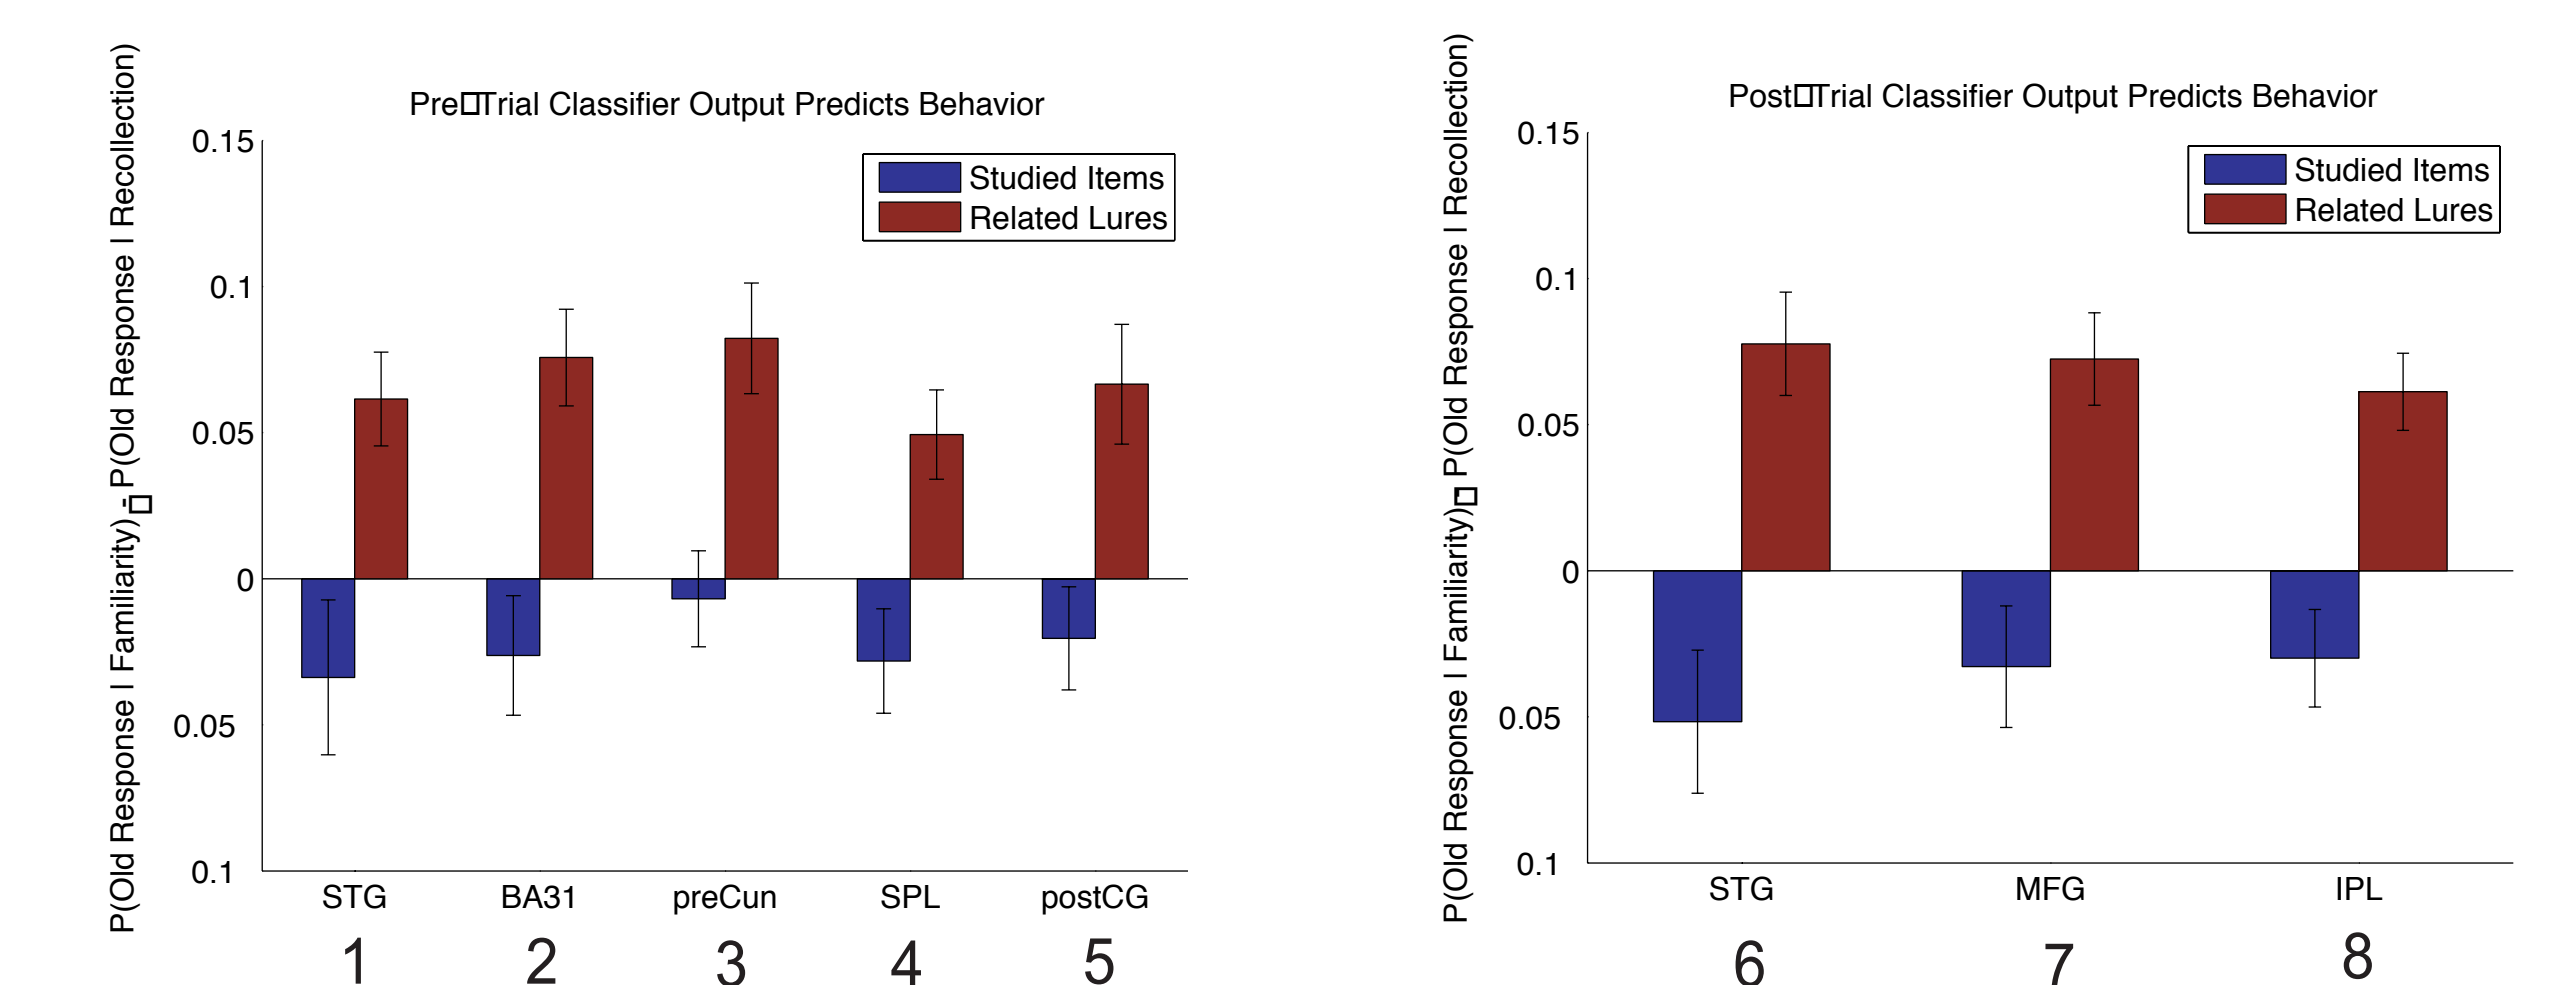 Pre□Trial Classifier Output Predicts Behavior
P(Old Response I Familiarity)-□P(Old Response I Recollection)
0.15
0.1
0.05
0
0.05
0.1
Studied Items
Related Lures
STG BA31 preCun SPL postCG
1 2 3 4 5
Post□Trial Classifier Output Predicts Behavior
P(Old Response I Familiarity)□ P(Old Response I Recollection)
0.15
0.1
0.05
0
0.05
0.1
Studied Items
Related Lures
STG MFG IPL
6 7 8